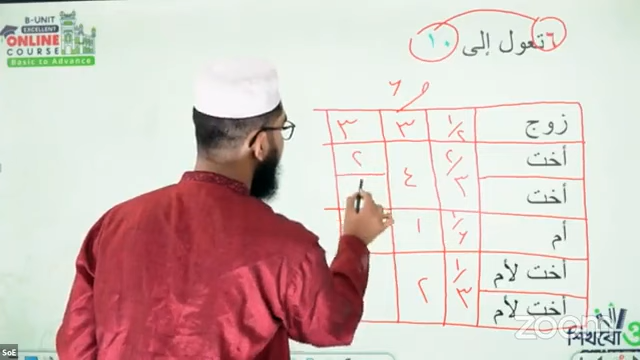 B-UNIT
EXCELLENT
ONLINE
COURSE
Basic to Advance
٦ تعول إلى ١٠
٦
زوج ١/٢ ٣ ٣
أخت ٢/٣ ٤ ٢
أخت
أم ١/٦ ١
أخت لأم ١/٣ ٢
أخت لأم
শিখবো
zoom
SoE